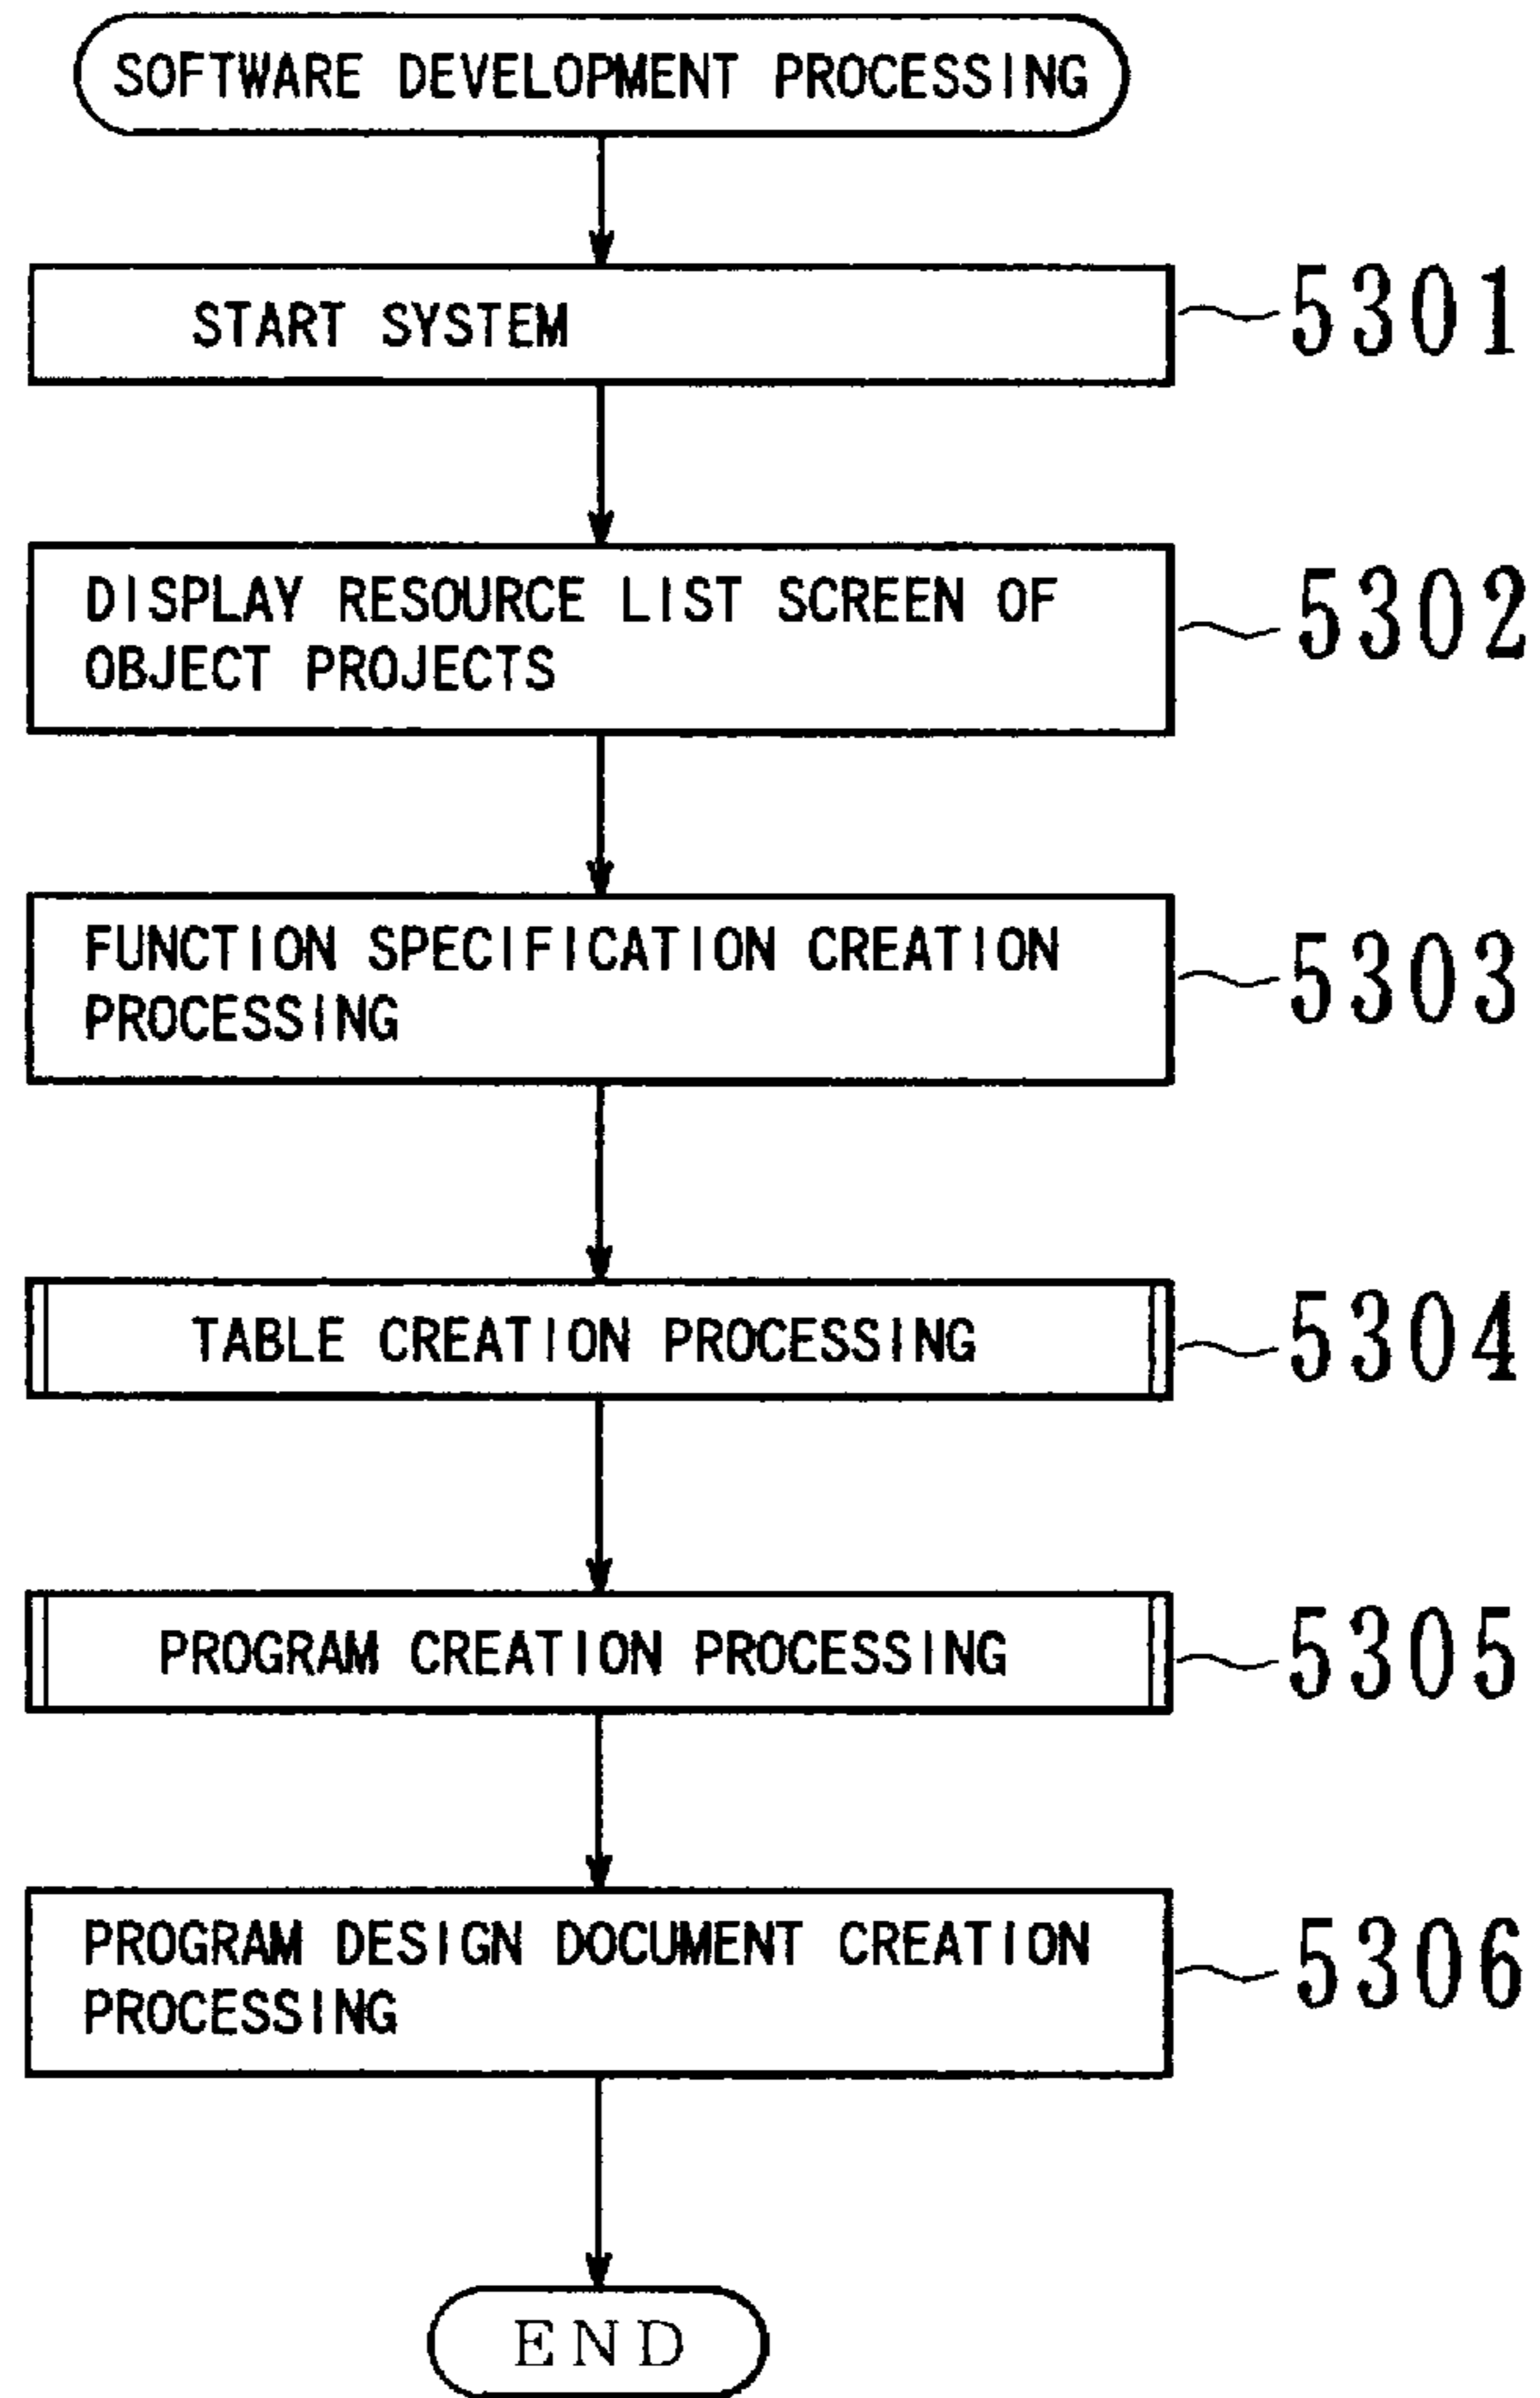 SOFTWARE DEVELOPMENT PROCESSING
START SYSTEM
5301
DISPLAY RESOURCE LIST SCREEN OF
OBJECT PROJECTS
5302
FUNCTION SPECIFICATION CREATION
PROCESSING
5303
TABLE CREATION PROCESSING
5304
PROGRAM CREATION PROCESSING
5305
PROGRAM DESIGN DOCUMENT CREATION
PROCESSING
5306
END